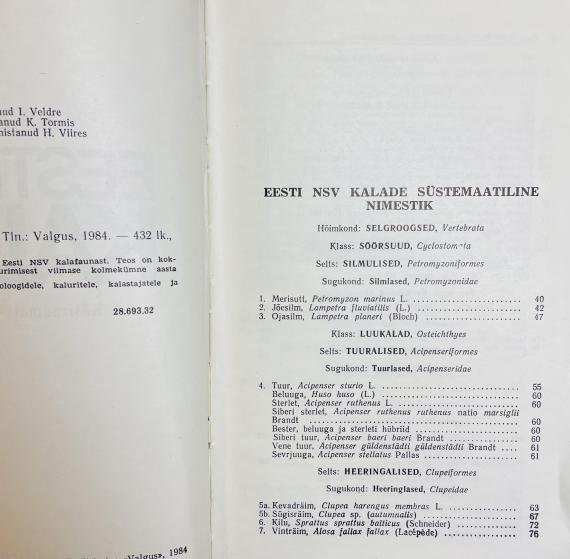 ud I. Veldre
anud K. Tormis
nistanud H. Viires
Tln.: Valgus, 1984. — 432 lk.,
Eesti NSV kalafaunast. Teos on kok-
urimisest viimase kolmekümne aasta
oloogidele, kaluritele, kalastajatele ja
28.693.32
«Valgus», 1984
EESTI NSV KALADE SÜSTEMAATILINE
NIMESTIK
Hõimkond: SELGROOGSED, Vertebrata
Klass: SÕÕRSUUD, Cyclostomata
Selts: SILMULISED, Petromyzoniformes
Sugukond: Silmlased, Petromyzonidae
1. Merisutt, Petromyzon marinus L. 40
2. Jõesilm, Lampetra fluviatilis (L.) 42
3. Ojasilm, Lampetra planeri (Bloch) 47
Klass: LUUKALAD, Osteichthyes
Selts: TUURALISED, Acipenseriformes
Sugukond: Tuurlased, Acipenseridae
4. Tuur, Acipenser sturio L. 55
Beluuga, Huso huso (L.) 60
Sterlet, Acipenser ruthenus L. 60
Siberi sterlet, Acipenser ruthenus ruthenus natio marsiglii
Brandt 60
Bester, beluuga ja sterleti hübriid 60
Siberi tuur, Acipenser baeri baeri Brandt 60
Vene tuur, Acipenser güldenstädti güldenstädti Brandt 61
Sevrjuuga, Acipenser stellatus Pallas 61
Selts: HEERINGALISED, Clupeiformes
Sugukond: Heeringlased, Clupeidae
5a. Kevadräim, Clupea harengus membras L. 63
5b. Sügisräim, Clupea sp. (autumnalis) 67
6. Kilu, Sprattus sprattus balticus (Schneider) 72
7. Vinträim, Alosa fallax fallax (Lacépède) 76